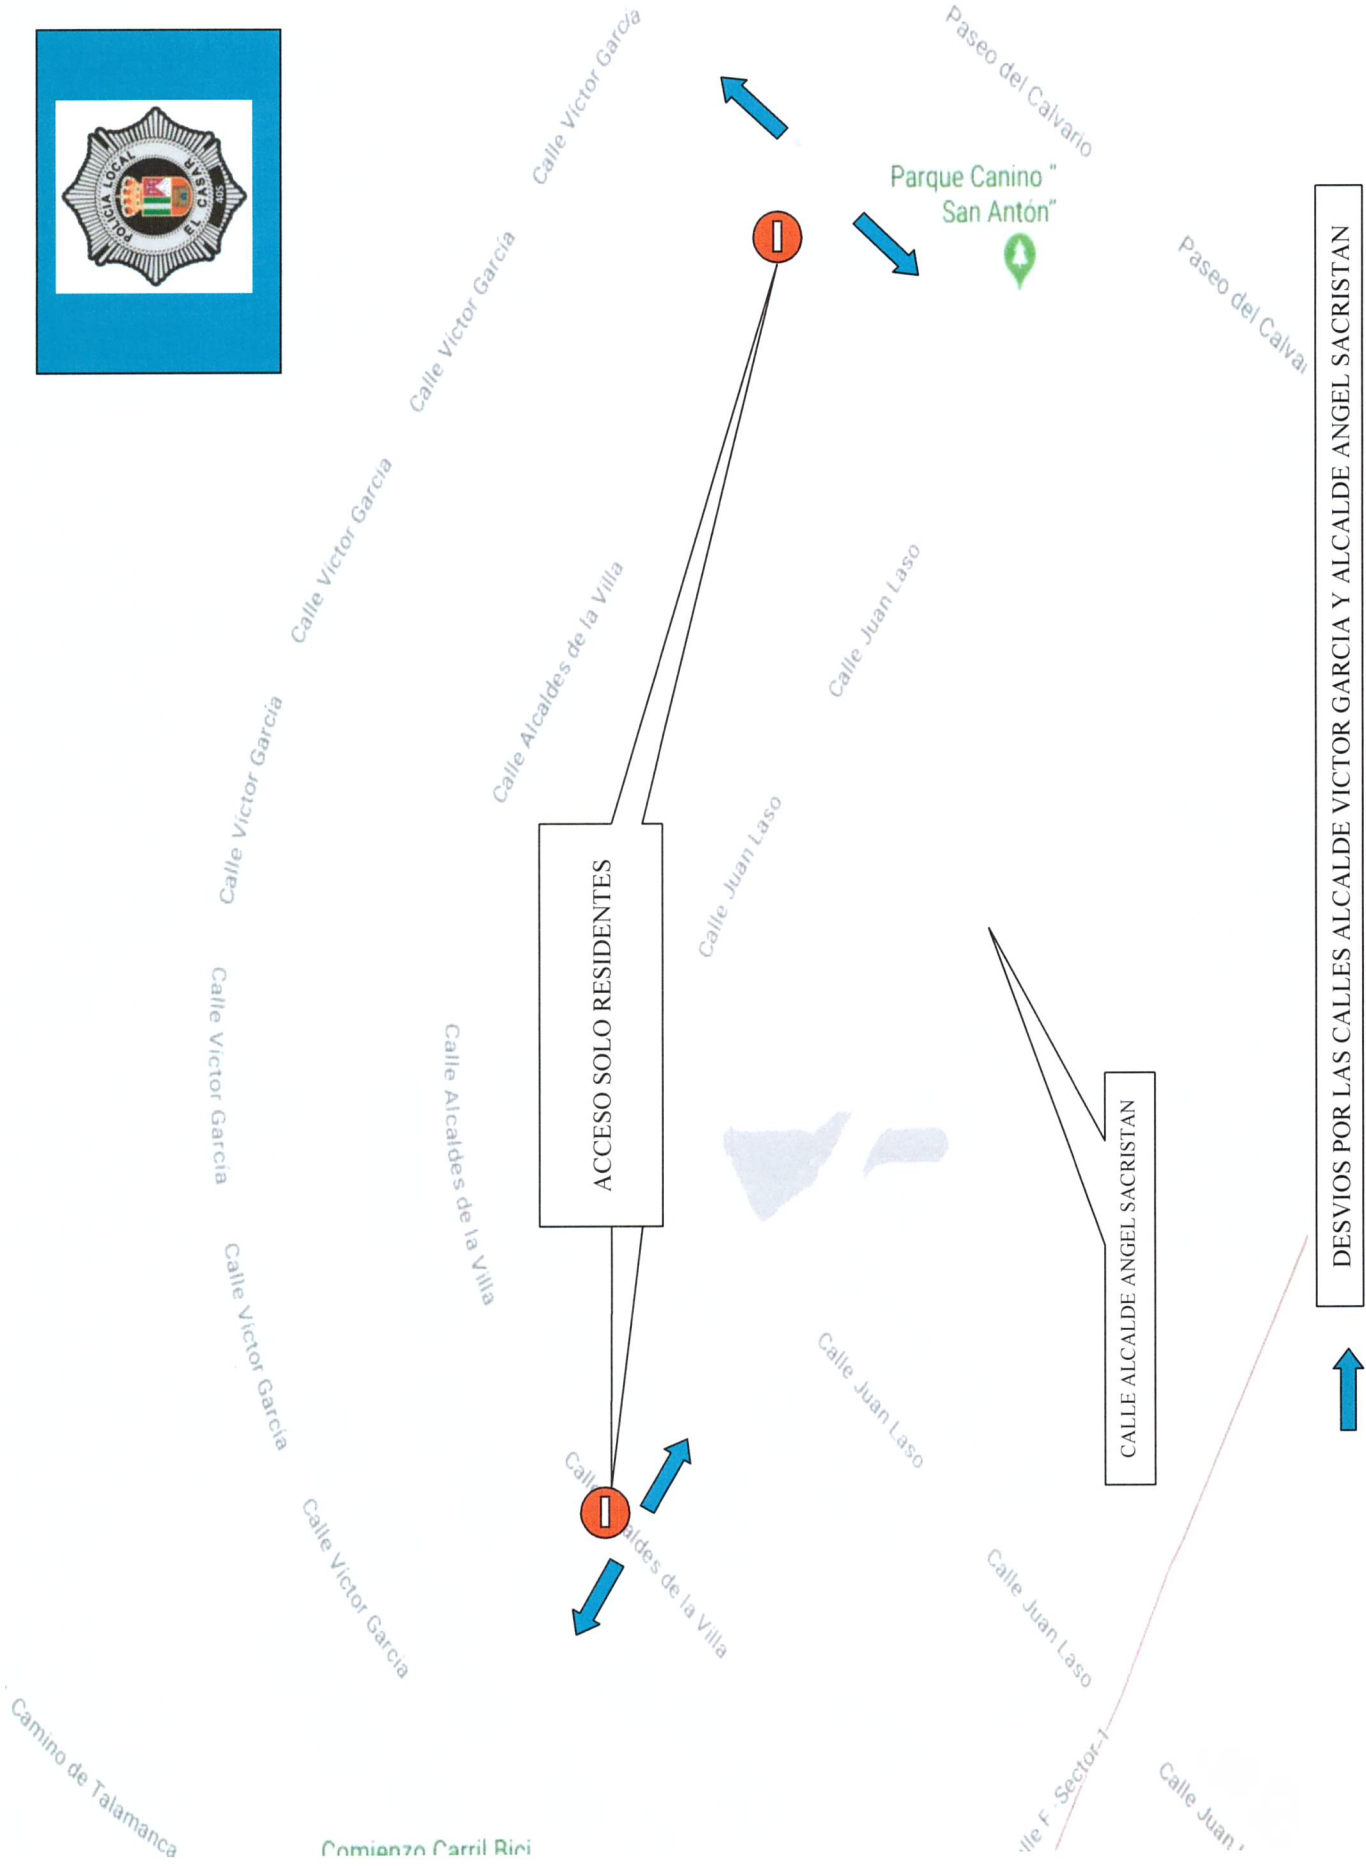 POLICIA LOCAL
EL CASAR
405
Calle Víctor García
Paseo del Calvario
Parque Canino "
San Antón"
Calle Víctor García
Paseo del Calva
Calle Víctor García
Calle Alcaldes de la Villa
Calle Juan Laso
Calle Víctor García
Calle Juan Laso
ACCESO SOLO RESIDENTES
Calle Víctor García
Calle Alcaldes de la Villa
CALLE ALCALDE ANGEL SACRISTAN
DESVIOS POR LAS CALLES ALCALDE VICTOR GARCIA Y ALCALDE ANGEL SACRISTAN
Calle Víctor García
Calle Juan Laso
Calle aldes de la Villa
Calle Víctor García
Calle Juan Laso
Camino de Talamanca
lle F-Sector-1
Calle Juan
Comienzo Carril Bici